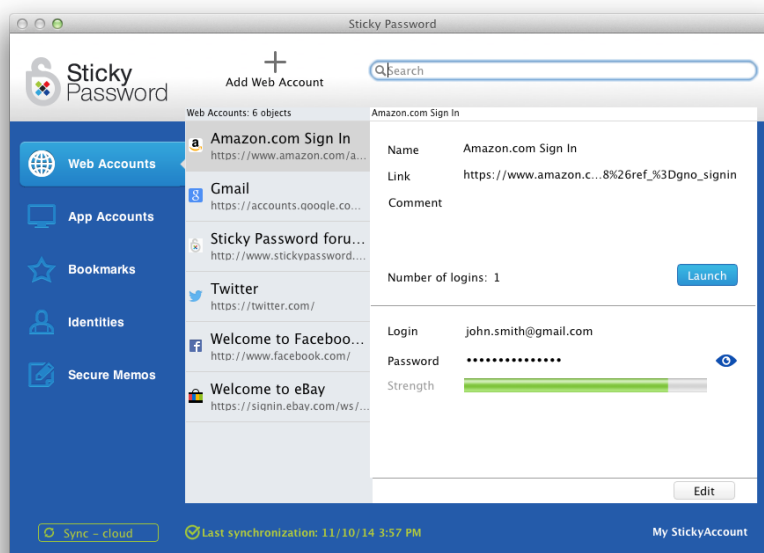 Sticky Password
Sticky
Password
Add Web Account
Search
Web Accounts: 6 objects
Amazon.com Sign In
Web Accounts
App Accounts
Bookmarks
Identities
Secure Memos
Amazon.com Sign In
https://www.amazon.com/a...
Gmail
https://accounts.google.co...
Sticky Password foru...
http://www.stickypassword....
Twitter
https://twitter.com/
Welcome to Faceboo...
http://www.facebook.com/
Welcome to eBay
https://signin.ebay.com/ws/...
Name Amazon.com Sign In
Link https://www.amazon.c...8%26ref_%3Dgno_signin
Comment
Number of logins: 1
Launch
Login john.smith@gmail.com
Password •••••••••••••••
Strength
Edit
Sync – cloud
Last synchronization: 11/10/14 3:57 PM
My StickyAccount